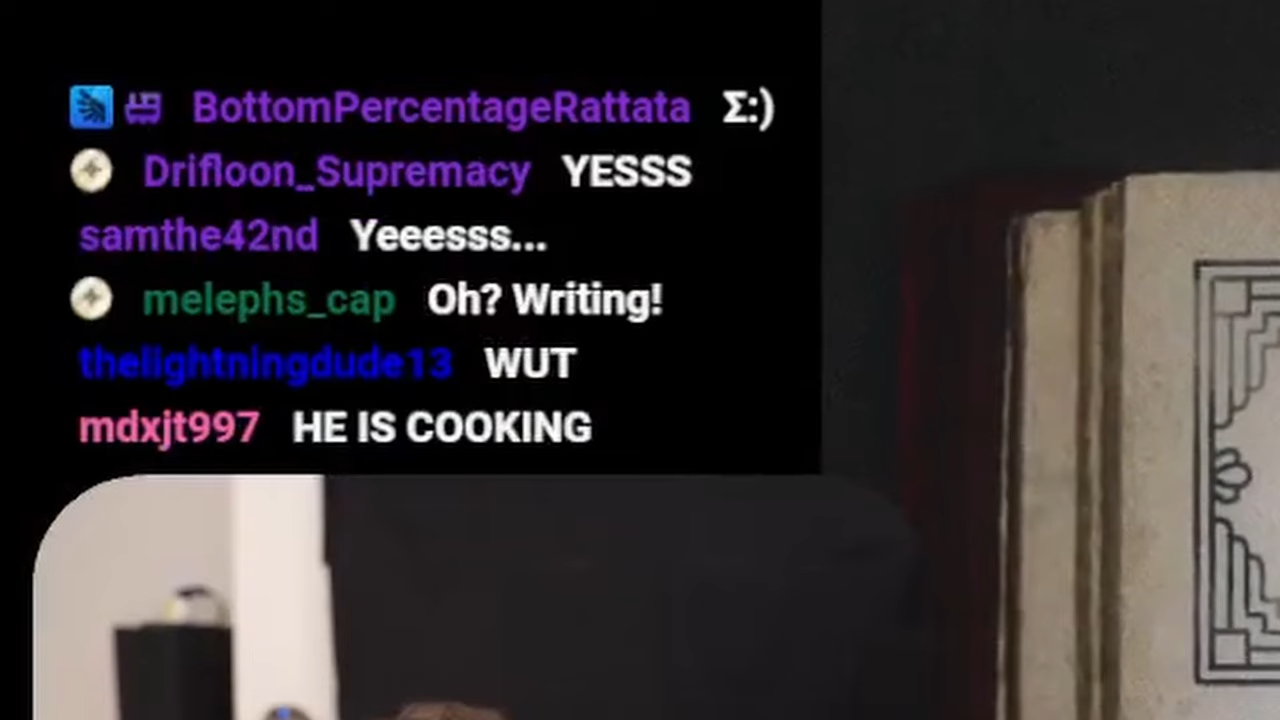 BottomPercentageRattata Σ:)
Drifloon_Supremacy YESSS
samthe42nd Yeeesss...
melephs_cap Oh? Writing!
thelightningdude13 WUT
mdxjt997 HE IS COOKING